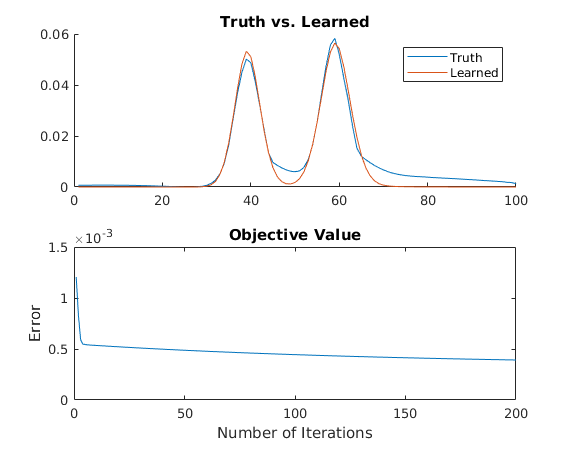 Truth vs. Learned
0.06
0.04
0.02
0
0 20 40 60 80 100
Truth
Learned
Objective Value
×10⁻³
1.5
1
0.5
0
Error
0 50 100 150 200
Number of Iterations